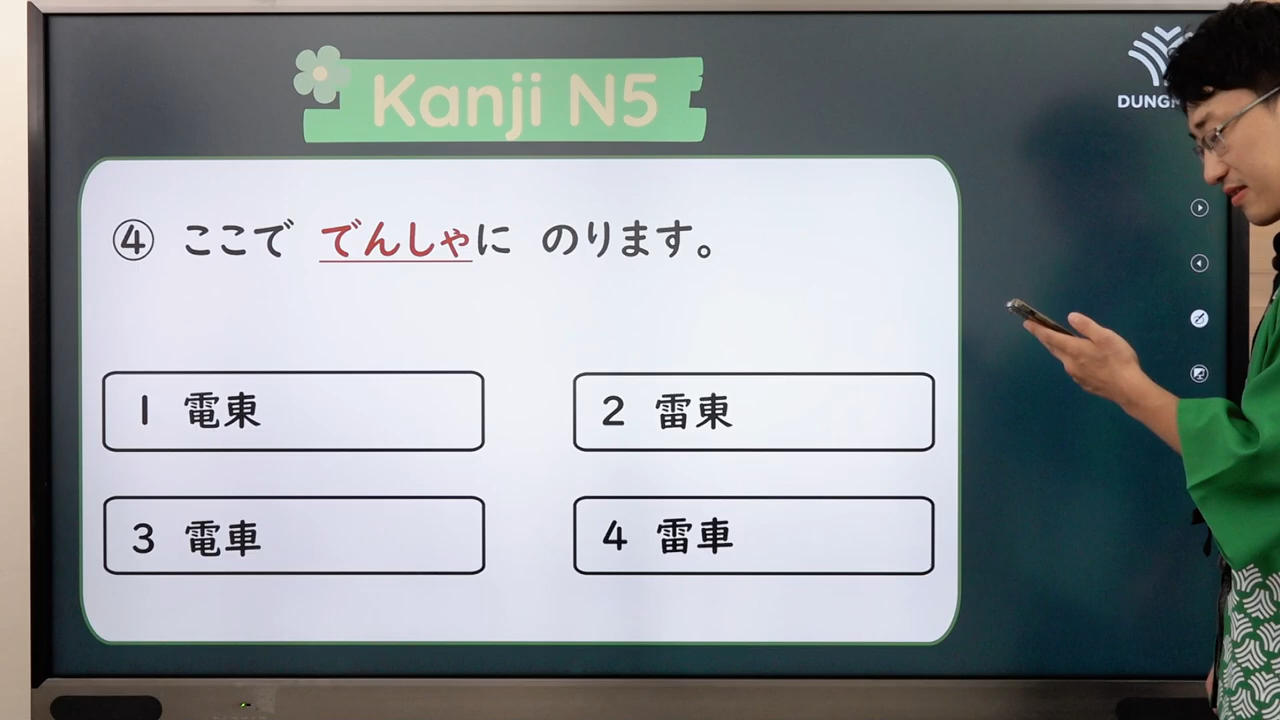 Kanji N5
④ ここで でんしゃに のります。
1 電東
2 雷東
3 電車
4 雷車